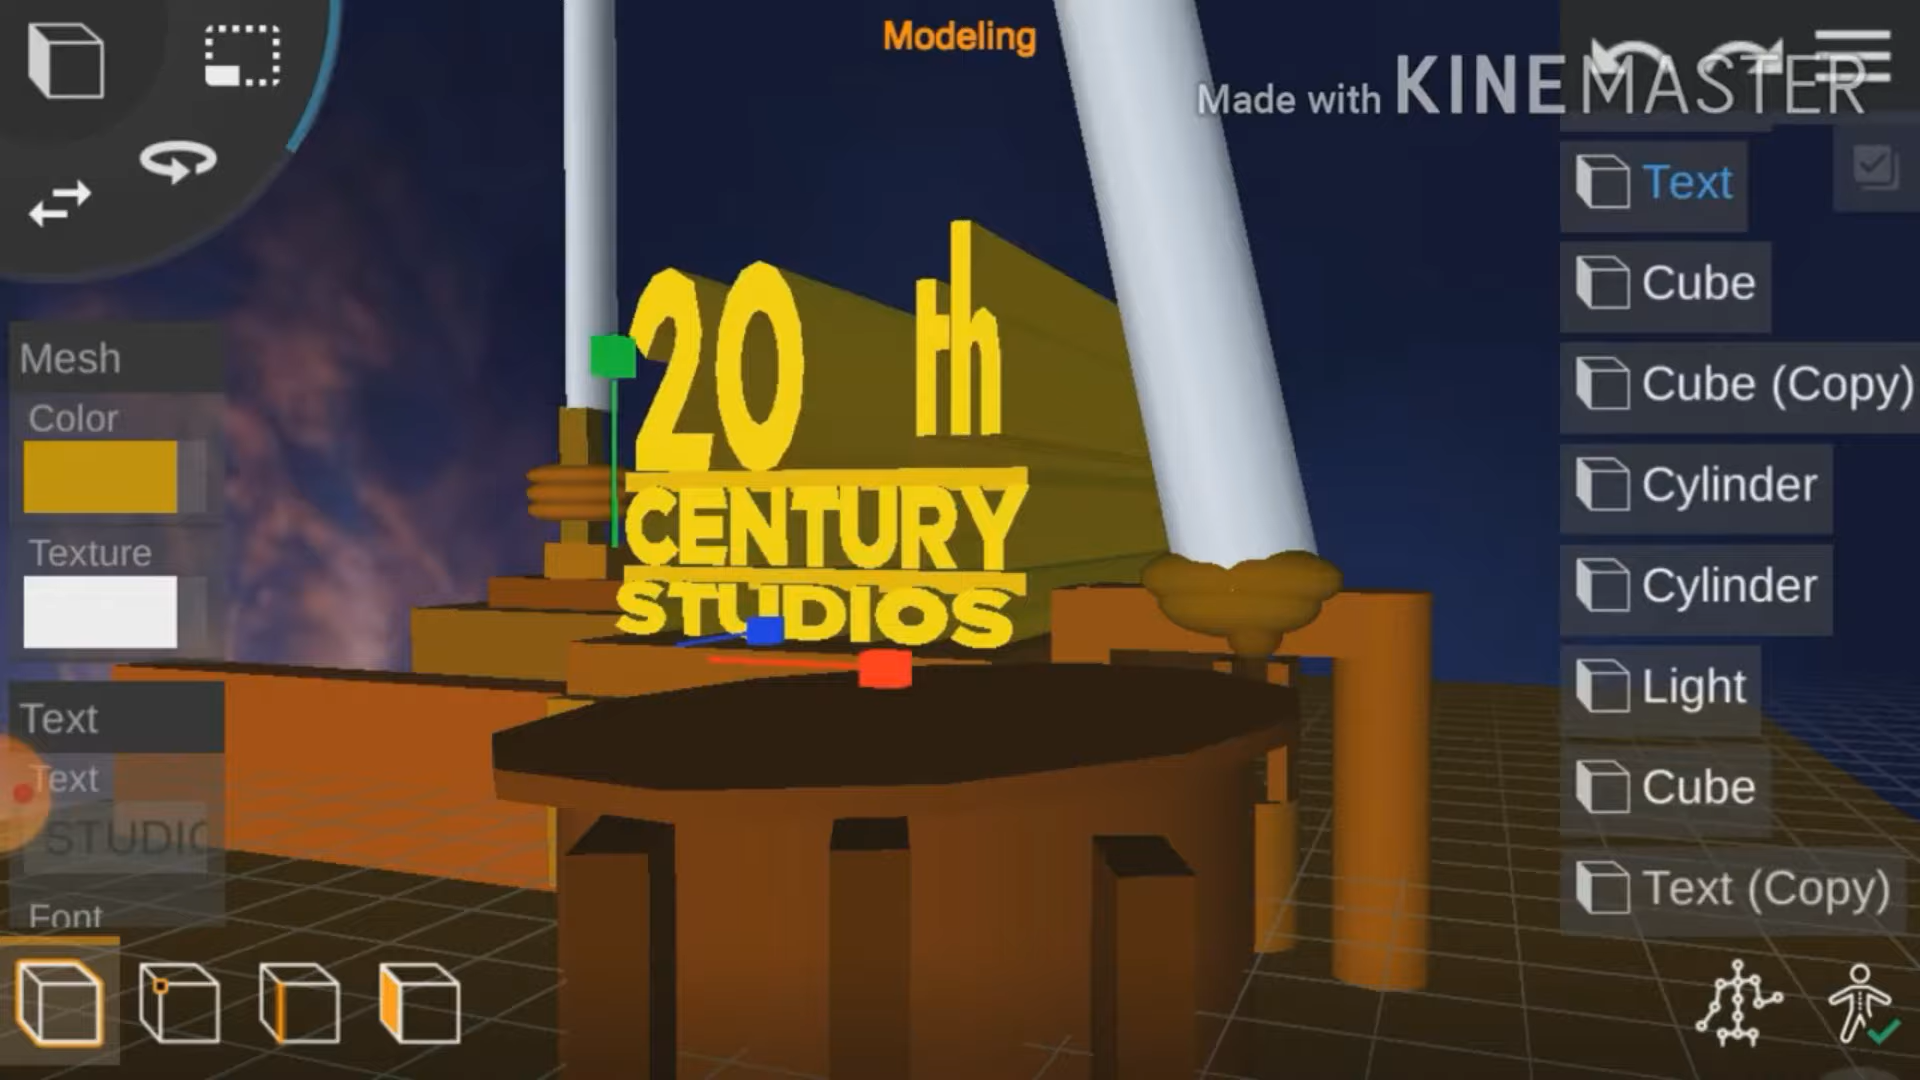 Modeling
Made with KINEMASTER
Text
Cube
Cube (Copy)
Cylinder
Cylinder
Light
Cube
Text (Copy)
Mesh
Color
Texture
Text
Text
STUDIO
Font
20 th
CENTURY
STUDIOS